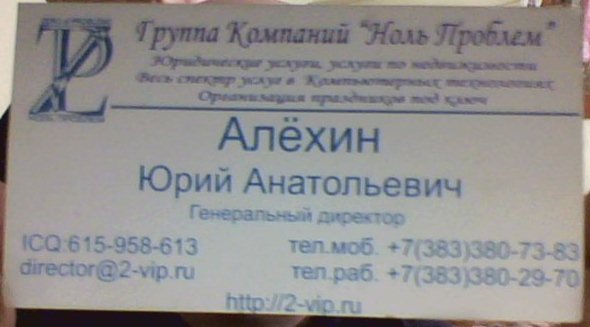 Группа Компаний "Ноль Проблем"
Юридические услуги, услуги по недвижимости
Весь спектр услуг в Компьютерных технологиях
Организация праздников под ключ
Алёхин
Юрий Анатольевич
Генеральный директор
ICQ:615-958-613 тел.моб. +7(383)380-73-83
director@2-vip.ru тел.раб. +7(383)380-29-70
http://2-vip.ru